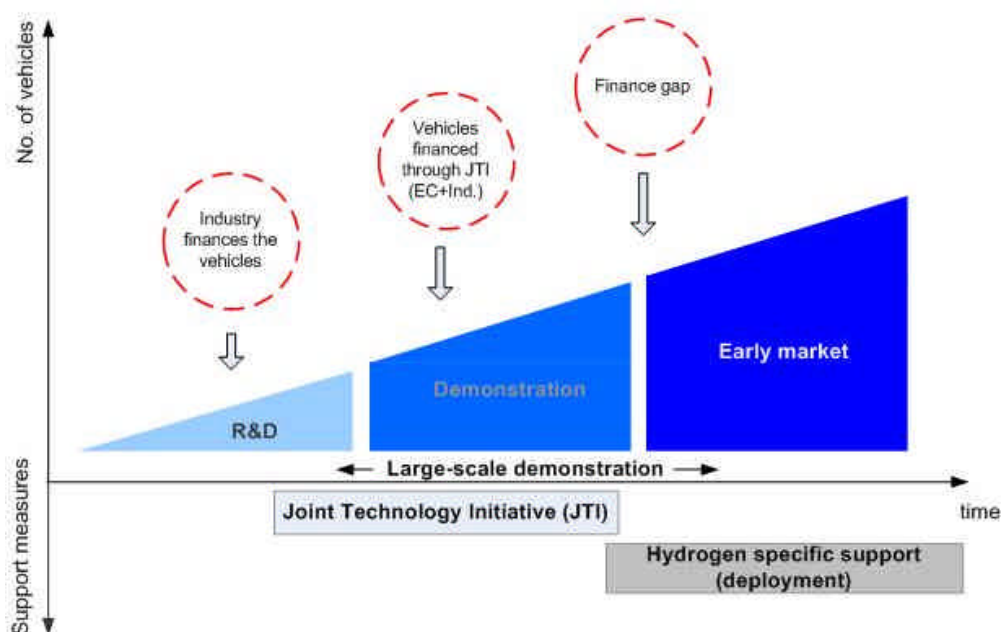 No. of vehicles
Finance gap
Vehicles
financed
through JTI
(EC+Ind.)
Industry
finances the
vehicles
Early market
Demonstration
R&D
Large-scale demonstration
time
Support measures
Joint Technology Initiative (JTI)
Hydrogen specific support
(deployment)